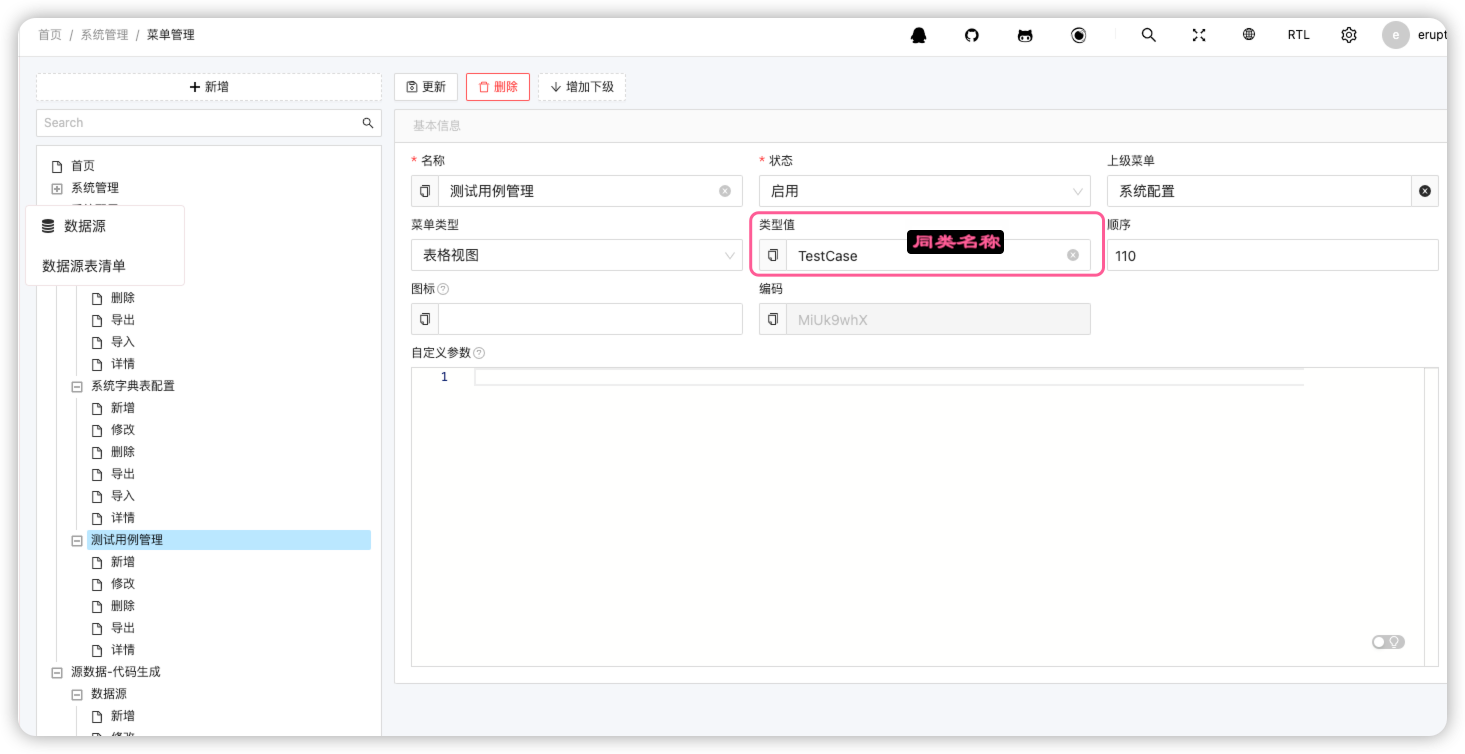 首页 / 系统管理 / 菜单管理
RTL
e
erupt
新增
更新
删除
增加下级
Search
基本信息
首页
系统管理
数据源
数据源表清单
删除
导出
导入
详情
系统字典表配置
新增
修改
删除
导出
导入
详情
测试用例管理
新增
修改
删除
导出
详情
源数据-代码生成
数据源
新增
* 名称
测试用例管理
* 状态
启用
上级菜单
系统配置
菜单类型
表格视图
类型值
同类名称
TestCase
顺序
110
图标
编码
MiUk9whX
自定义参数
1